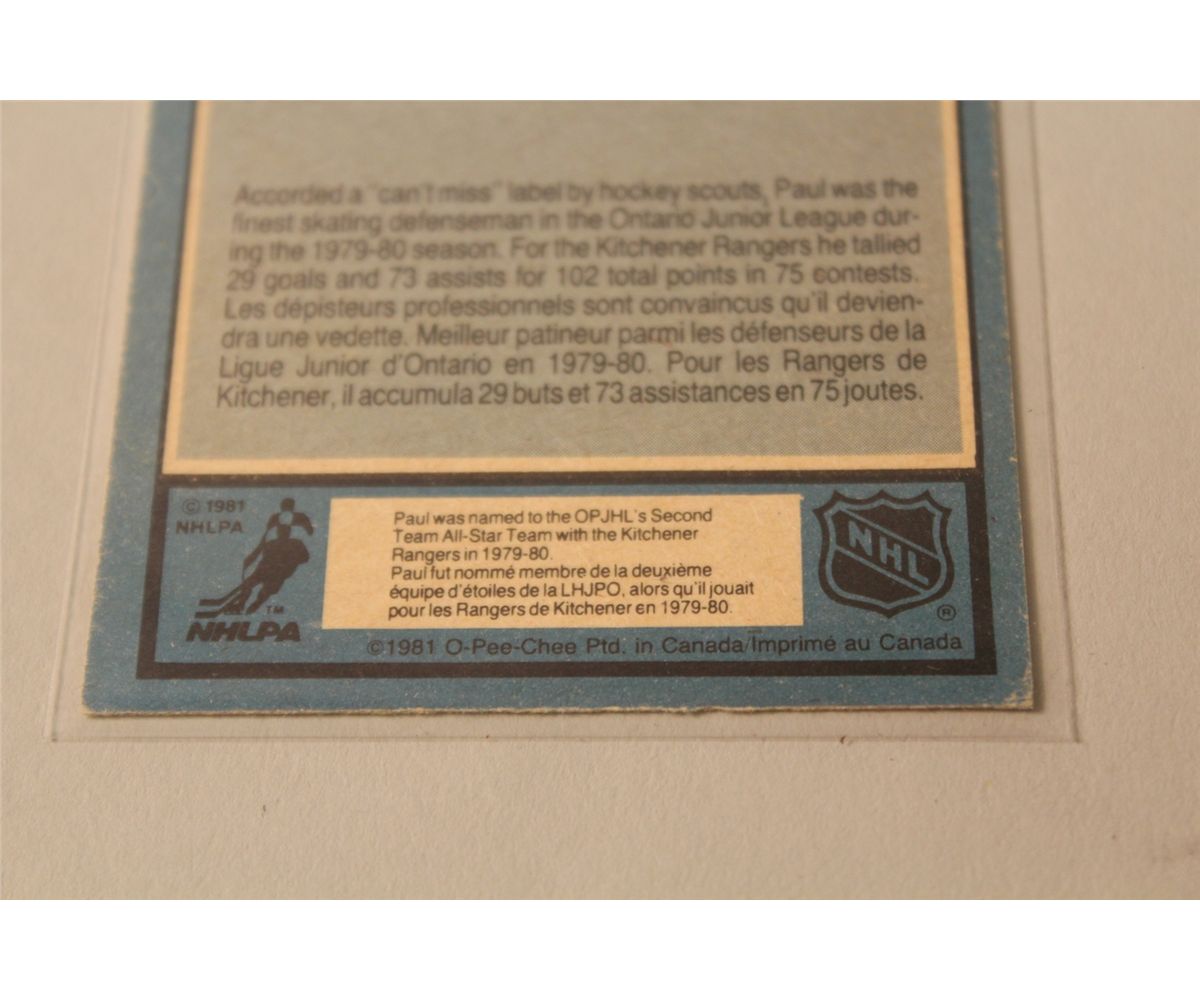 Accorded a "can't miss" label by hockey scouts, Paul was the
finest skating defenseman in the Ontario Junior League dur-
ing the 1979-80 season. For the Kitchener Rangers he tallied
29 goals and 73 assists for 102 total points in 75 contests.
Les dépisteurs professionnels sont convaincus qu'il devien-
dra une vedette. Meilleur patineur parmi les défenseurs de la
Ligue Junior d'Ontario en 1979-80. Pour les Rangers de
Kitchener, il accumula 29 buts et 73 assistances en 75 joutes.
© 1981
NHLPA
TM
NHLPA
Paul was named to the OPJHL's Second
Team All-Star Team with the Kitchener
Rangers in 1979-80.
Paul fut nommé membre de la deuxième
équipe d'étoiles de la LHJPO, alors qu'il jouait
pour les Rangers de Kitchener en 1979-80.
NHL
®
©1981 O-Pee-Chee Ptd. in Canada/Imprimé au Canada